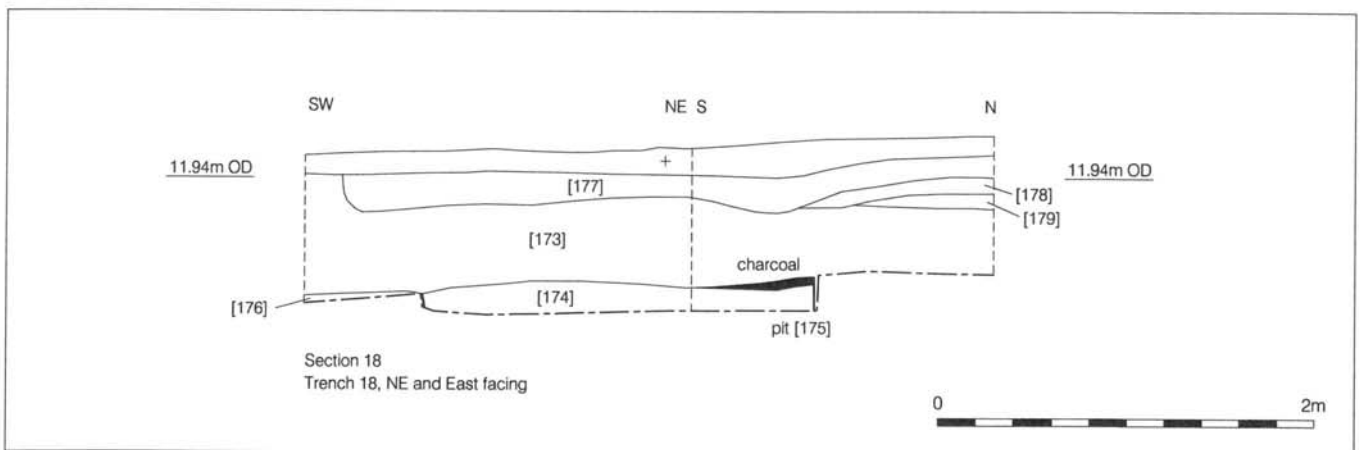 SW
NE S
N
11.94m OD
11.94m OD
[177]
[178]
[179]
[173]
charcoal
[176]
[174]
pit [175]
Section 18
Trench 18, NE and East facing
0
2m